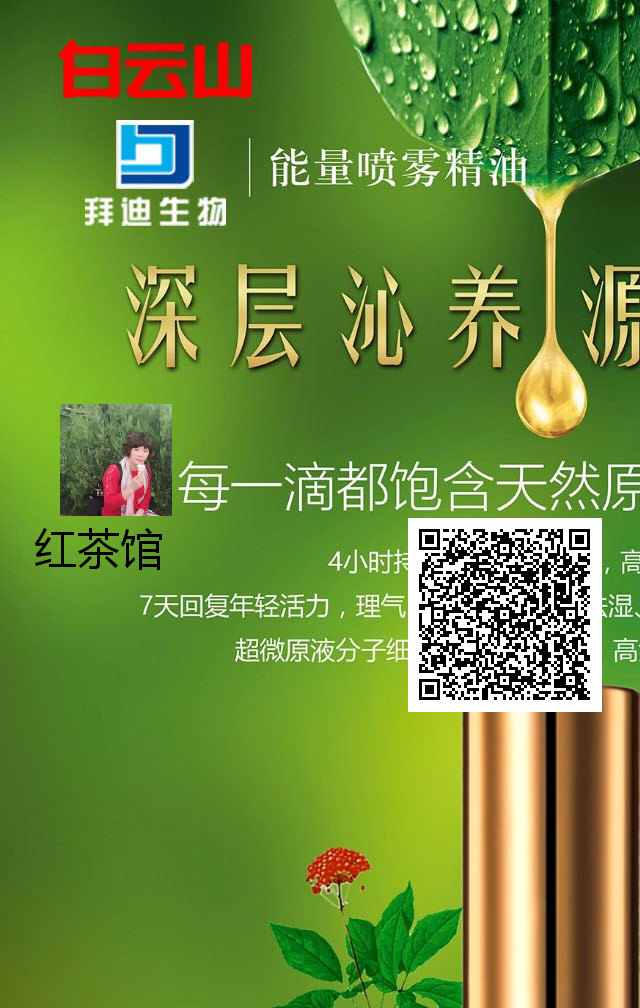 白云山
拜迪生物
能量喷雾精油
深层沁养 源
每一滴都饱含天然原
红茶馆
4小时持 ，高
7天回复年轻活力，理气 祛湿、
超微原液分子细 高